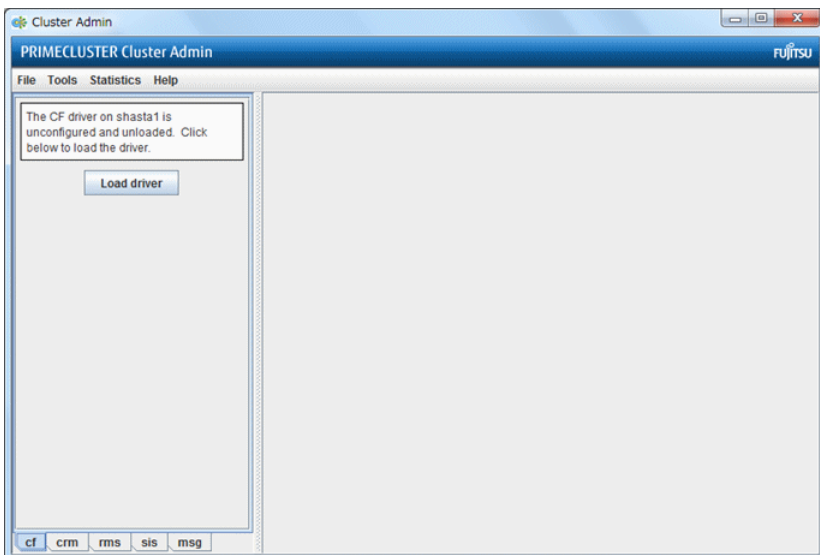 Cluster Admin
PRIMECLUSTER Cluster Admin
FUJITSU
File Tools Statistics Help
The CF driver on shasta1 is
unconfigured and unloaded. Click
below to load the driver.
Load driver
cf crm rms sis msg